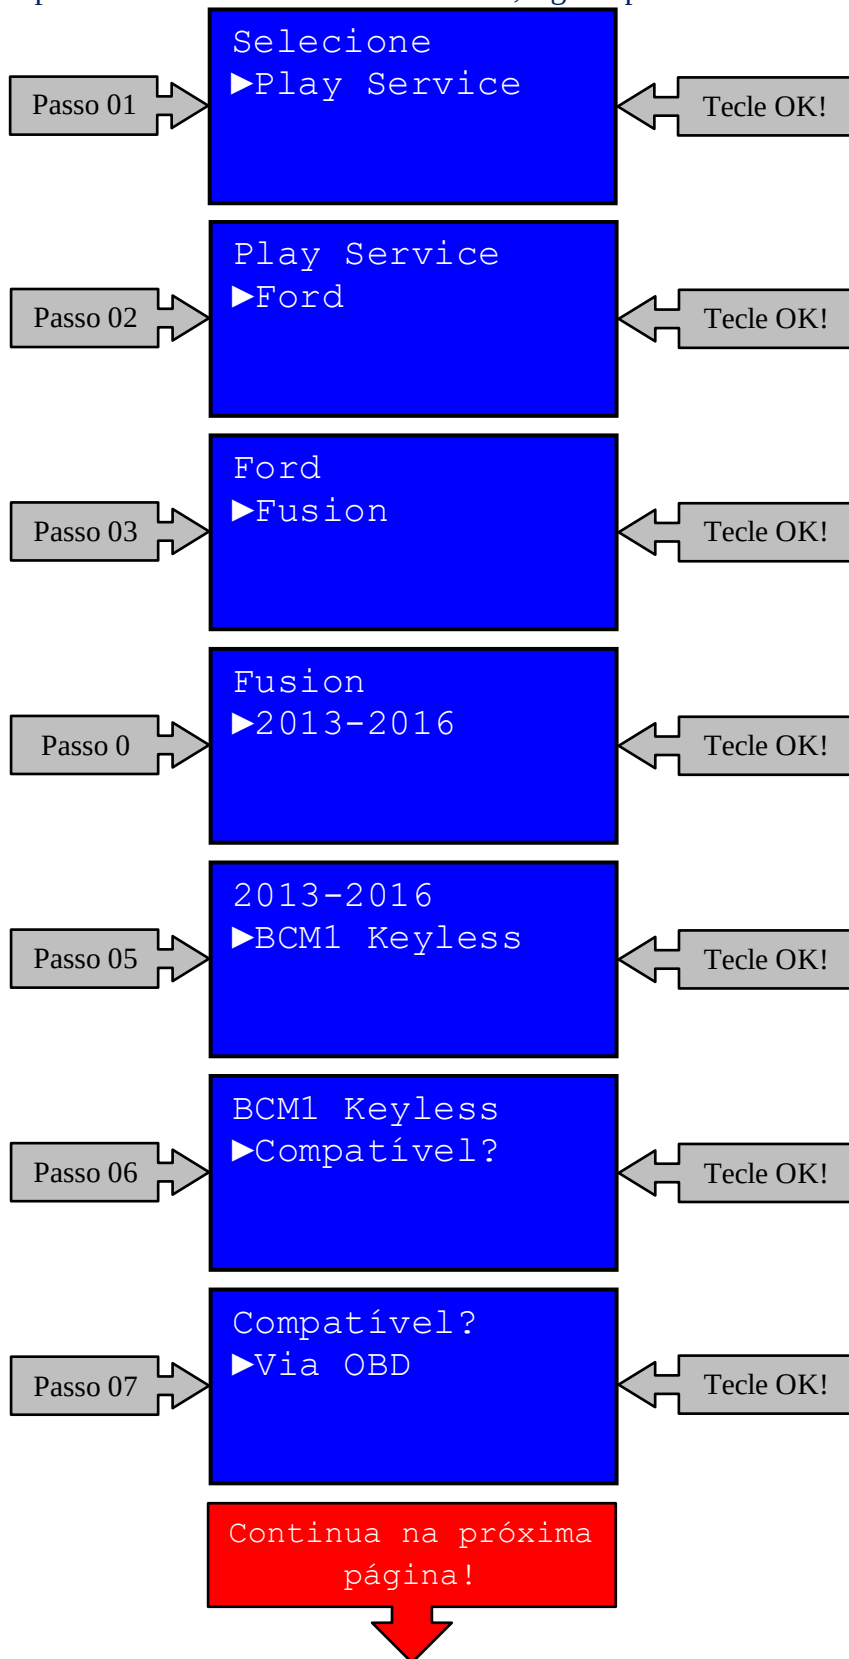 Selecione
Passo 01
►Play Service
Tecle OK!
Play Service
Passo 02
►Ford
Tecle OK!
Ford
Passo 03
►Fusion
Tecle OK!
Fusion
Passo 0
►2013-2016
Tecle OK!
2013-2016
Passo 05
►BCM1 Keyless
Tecle OK!
BCM1 Keyless
Passo 06
►Compatível?
Tecle OK!
Compatível?
Passo 07
►Via OBD
Tecle OK!
Continua na próxima
página!